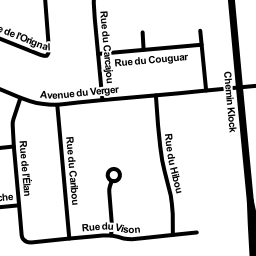 e de l'Orignal
Rue du Carcajou
Rue du Couguar
Chemin Klock
Avenue du Verger
Rue de l'Élan
Rue du Caribou
Rue du Hibou
che
Rue du Vison